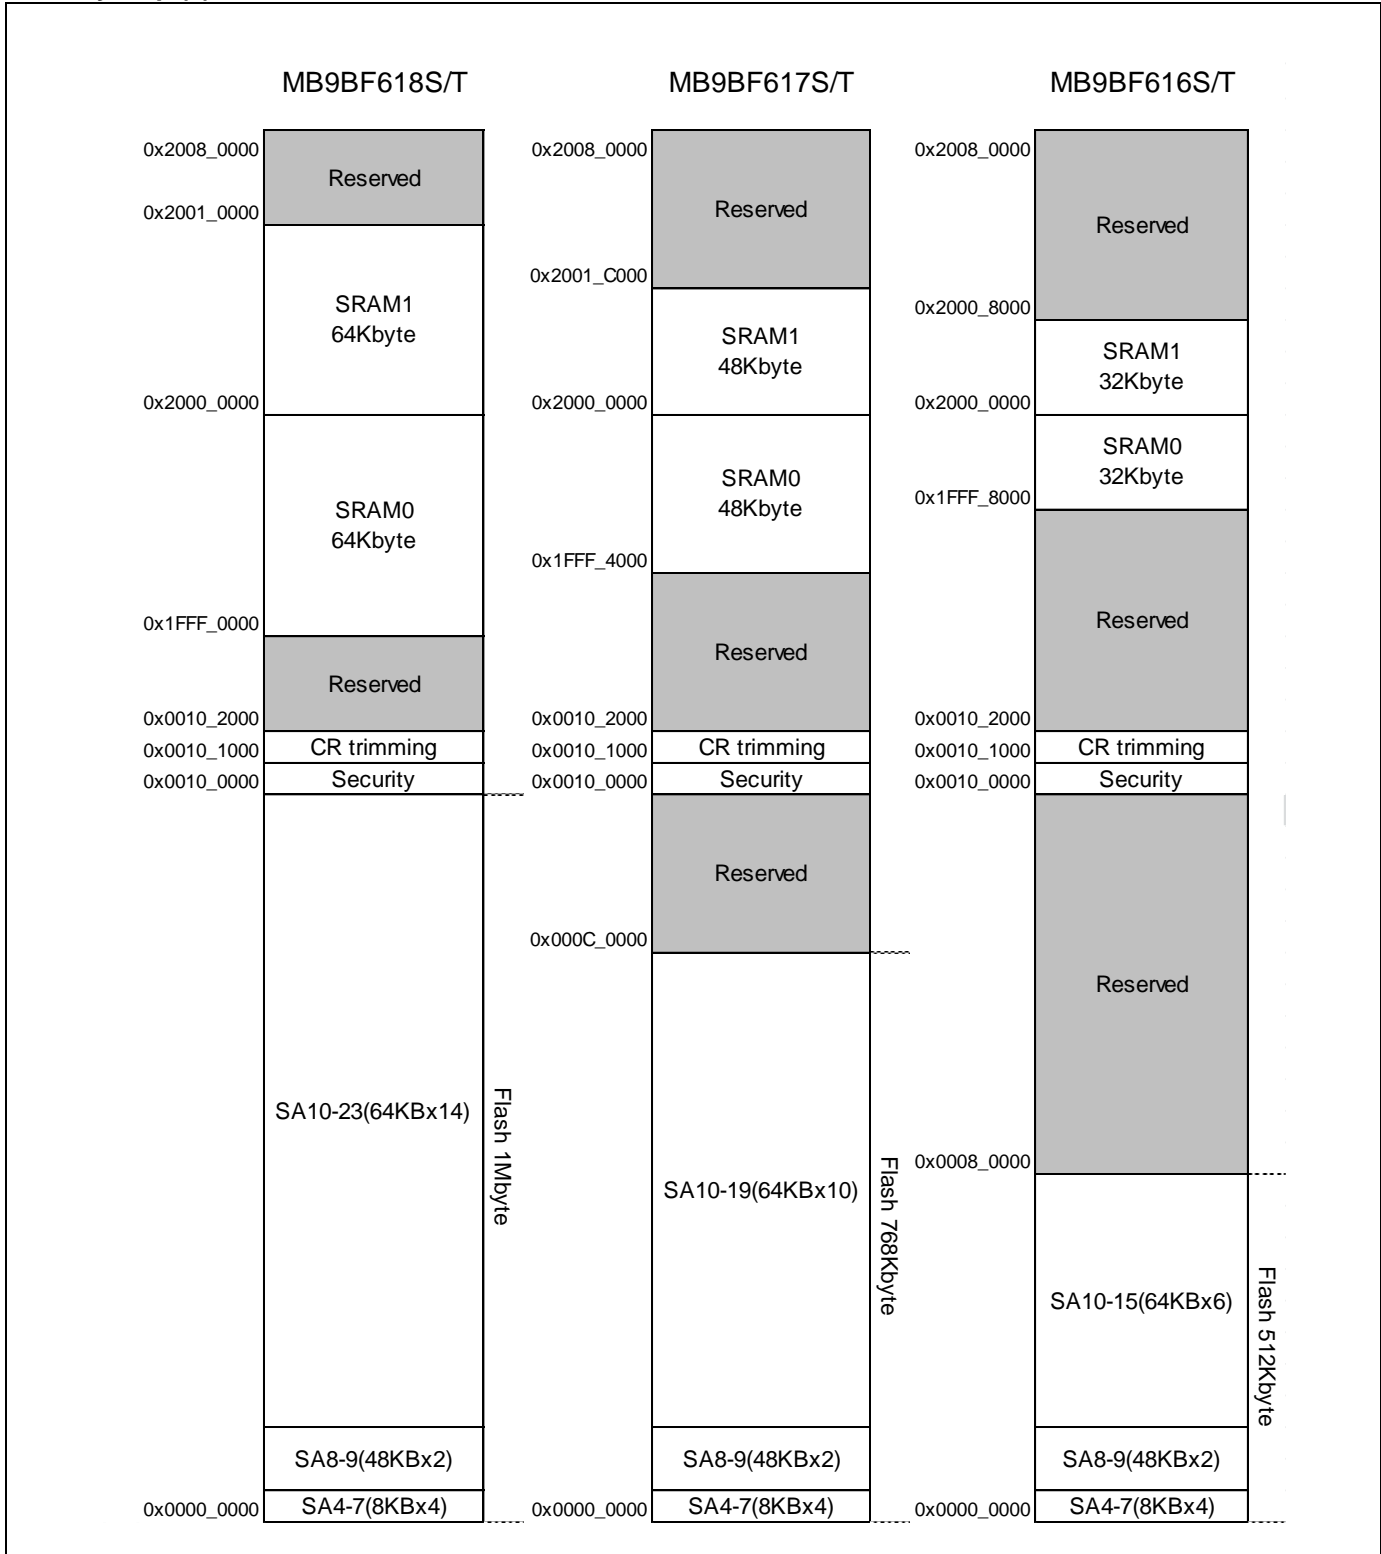 MB9BF618S/T
0x2008_0000
Reserved
0x2001_0000
SRAM1
64Kbyte
0x2000_0000
SRAM0
64Kbyte
0x1FFF_0000
Reserved
0x0010_2000
CR trimming
0x0010_1000
Security
0x0010_0000
SA10-23(64KBx14)
Flash 1Mbyte
SA8-9(48KBx2)
SA4-7(8KBx4)
0x0000_0000
MB9BF617S/T
0x2008_0000
Reserved
0x2001_C000
SRAM1
48Kbyte
0x2000_0000
SRAM0
48Kbyte
0x1FFF_4000
Reserved
0x0010_2000
CR trimming
0x0010_1000
Security
0x0010_0000
Reserved
0x000C_0000
SA10-19(64KBx10)
Flash 768Kbyte
SA8-9(48KBx2)
SA4-7(8KBx4)
0x0000_0000
MB9BF616S/T
0x2008_0000
Reserved
0x2000_8000
SRAM1
32Kbyte
0x2000_0000
SRAM0
32Kbyte
0x1FFF_8000
Reserved
0x0010_2000
CR trimming
0x0010_1000
Security
0x0010_0000
Reserved
0x0008_0000
SA10-15(64KBx6)
Flash 512Kbyte
SA8-9(48KBx2)
SA4-7(8KBx4)
0x0000_0000